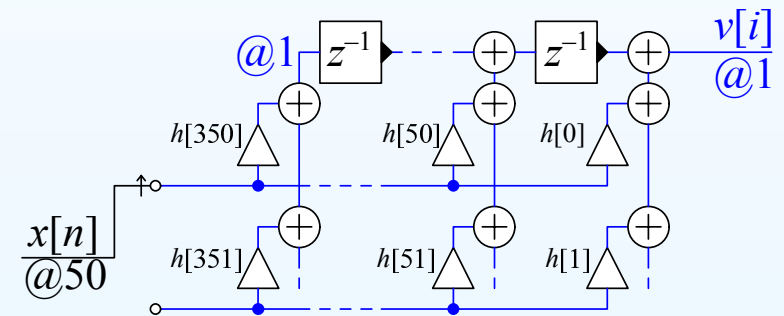 @1 z⁻¹ + z⁻¹ + v[i]
@1
+ + +
h[350] h[50] h[0]
x[n]
@50
+ + +
h[351] h[51] h[1]